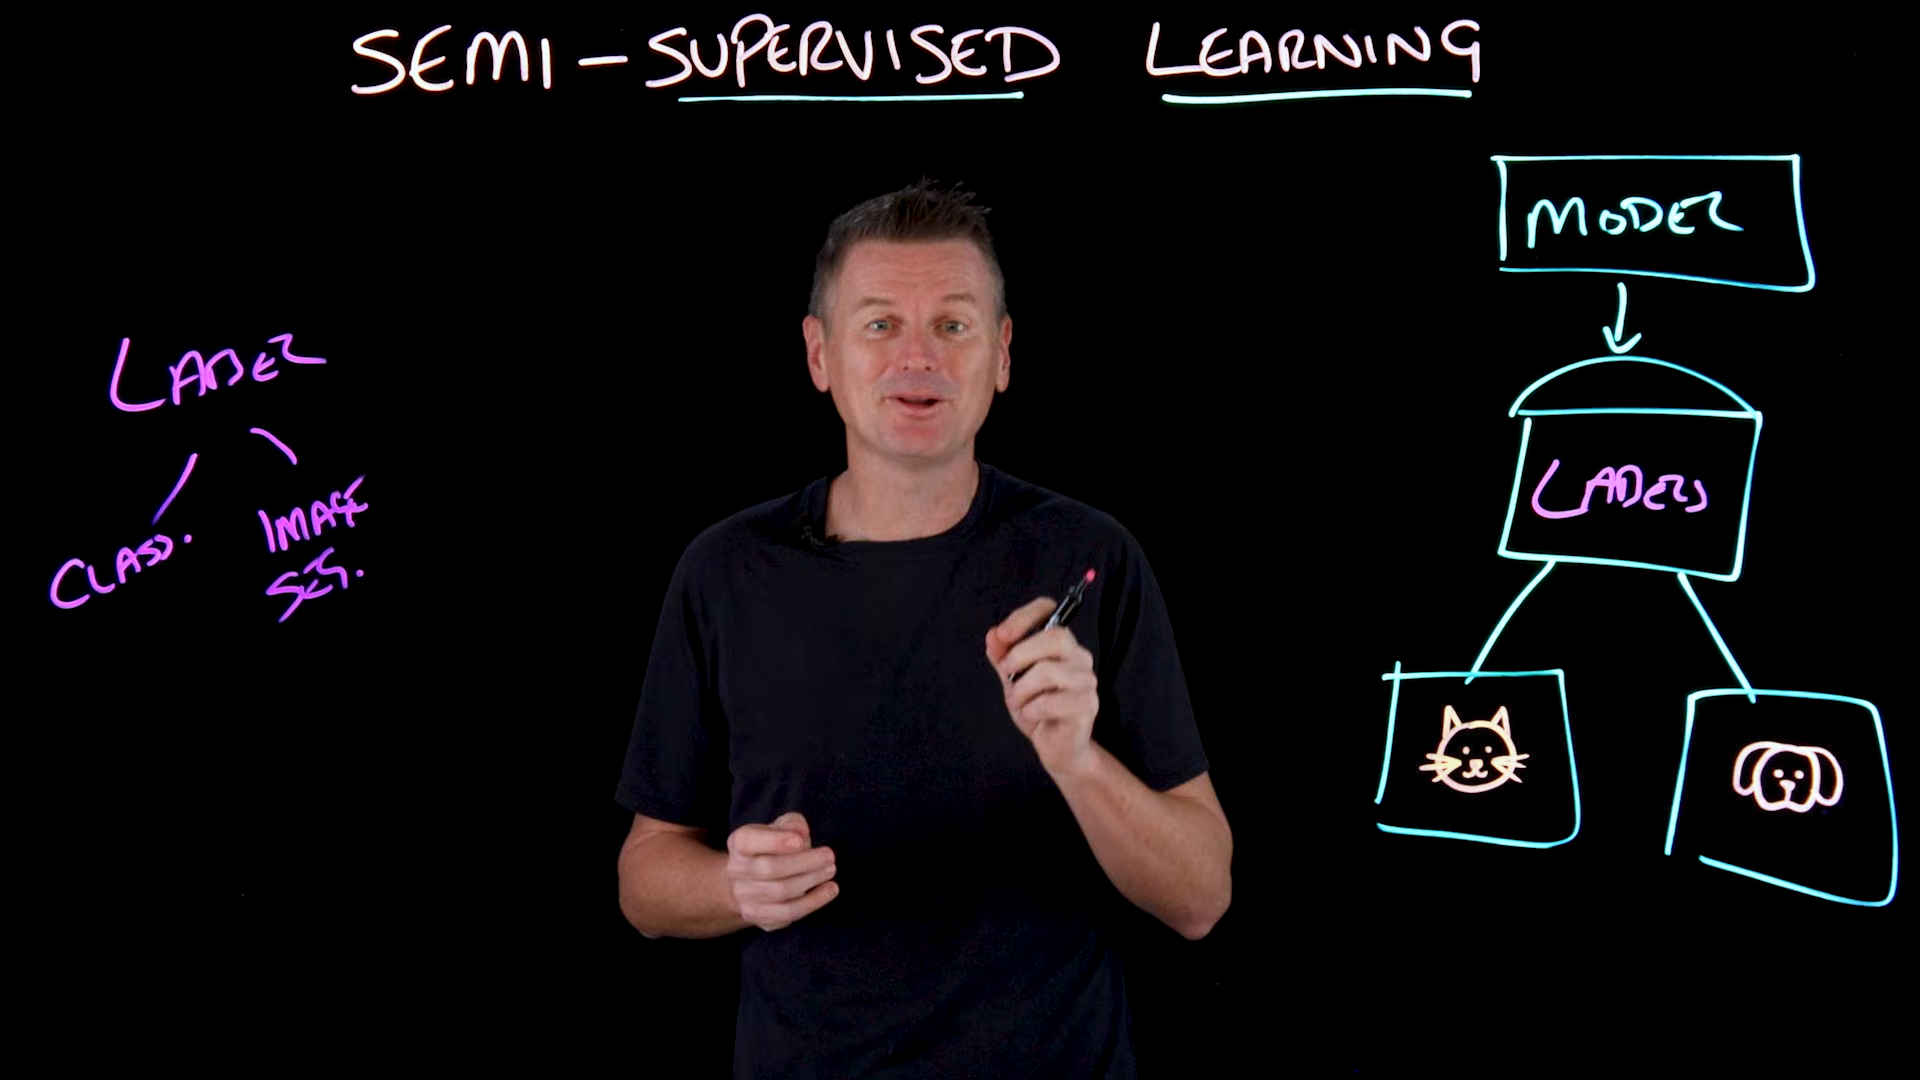 SEMI-SUPERVISED LEARNING
MODEL
LABEL
LABELS
CLASS.
IMAGE
SEG.